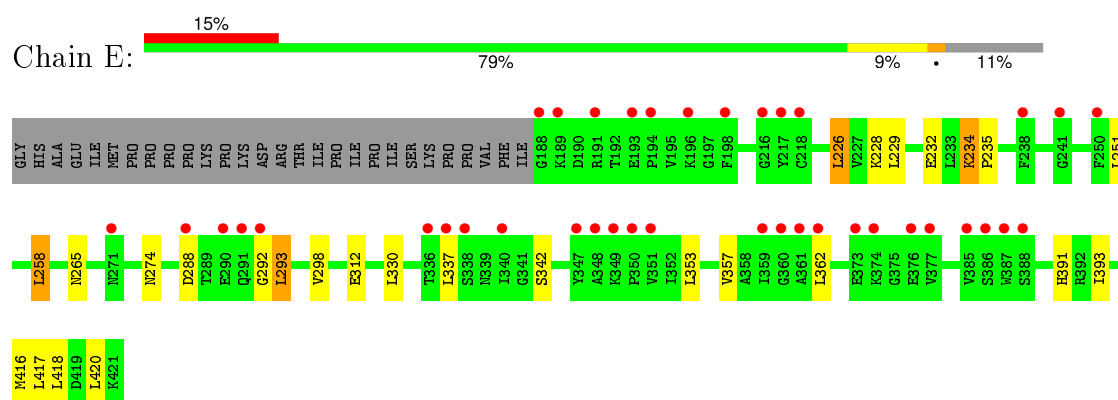 15%
Chain E:
79% 9% • 11%
GLY HIS ALA GLU ILE MET PRO PRO PRO PRO LYS PRO LYS ASP ARG THR ILE PRO ILE PRO ILE SER LYS PRO PRO VAL PHE ILE G188 K189 D190 R191 T192 E193 P194 V195 K196 G197 F198 G216 Y217 C218 L226 V227 K228 L229 E232 L233 K234 P235 F238 G241 F250 L251
L258 N265 N271 N274 D288 T289 E290 Q291 G292 L293 V298 E312 L330 T336 L337 S338 N339 I340 G341 S342 Y347 A348 K349 P350 V351 I352 L353 V357 A358 I359 G360 A361 L362 E373 K374 G375 E376 V377 V385 S386 W387 S388 H391 R392 I393
M416 L417 L418 D419 L420 K421